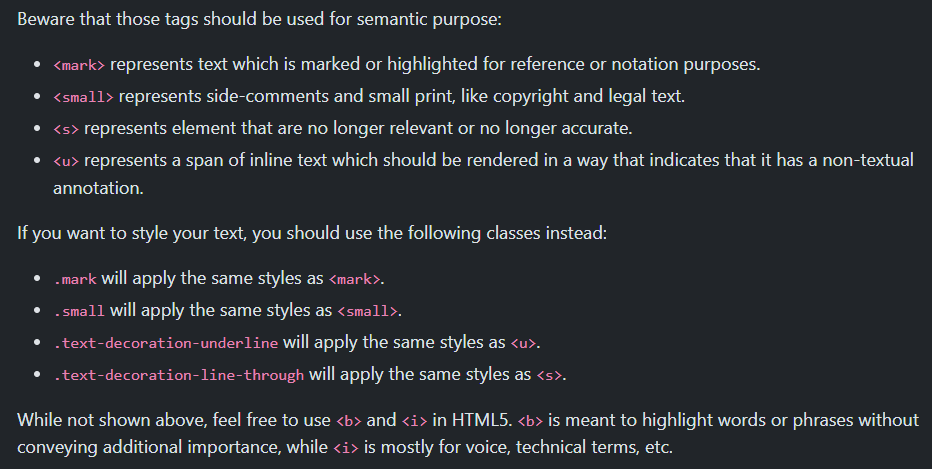 Beware that those tags should be used for semantic purpose:
• <mark> represents text which is marked or highlighted for reference or notation purposes.
• <small> represents side-comments and small print, like copyright and legal text.
• <s> represents element that are no longer relevant or no longer accurate.
• <u> represents a span of inline text which should be rendered in a way that indicates that it has a non-textual
annotation.
If you want to style your text, you should use the following classes instead:
• .mark will apply the same styles as <mark>.
• .small will apply the same styles as <small>.
• .text-decoration-underline will apply the same styles as <u>.
• .text-decoration-line-through will apply the same styles as <s>.
While not shown above, feel free to use <b> and <i> in HTML5. <b> is meant to highlight words or phrases without
conveying additional importance, while <i> is mostly for voice, technical terms, etc.